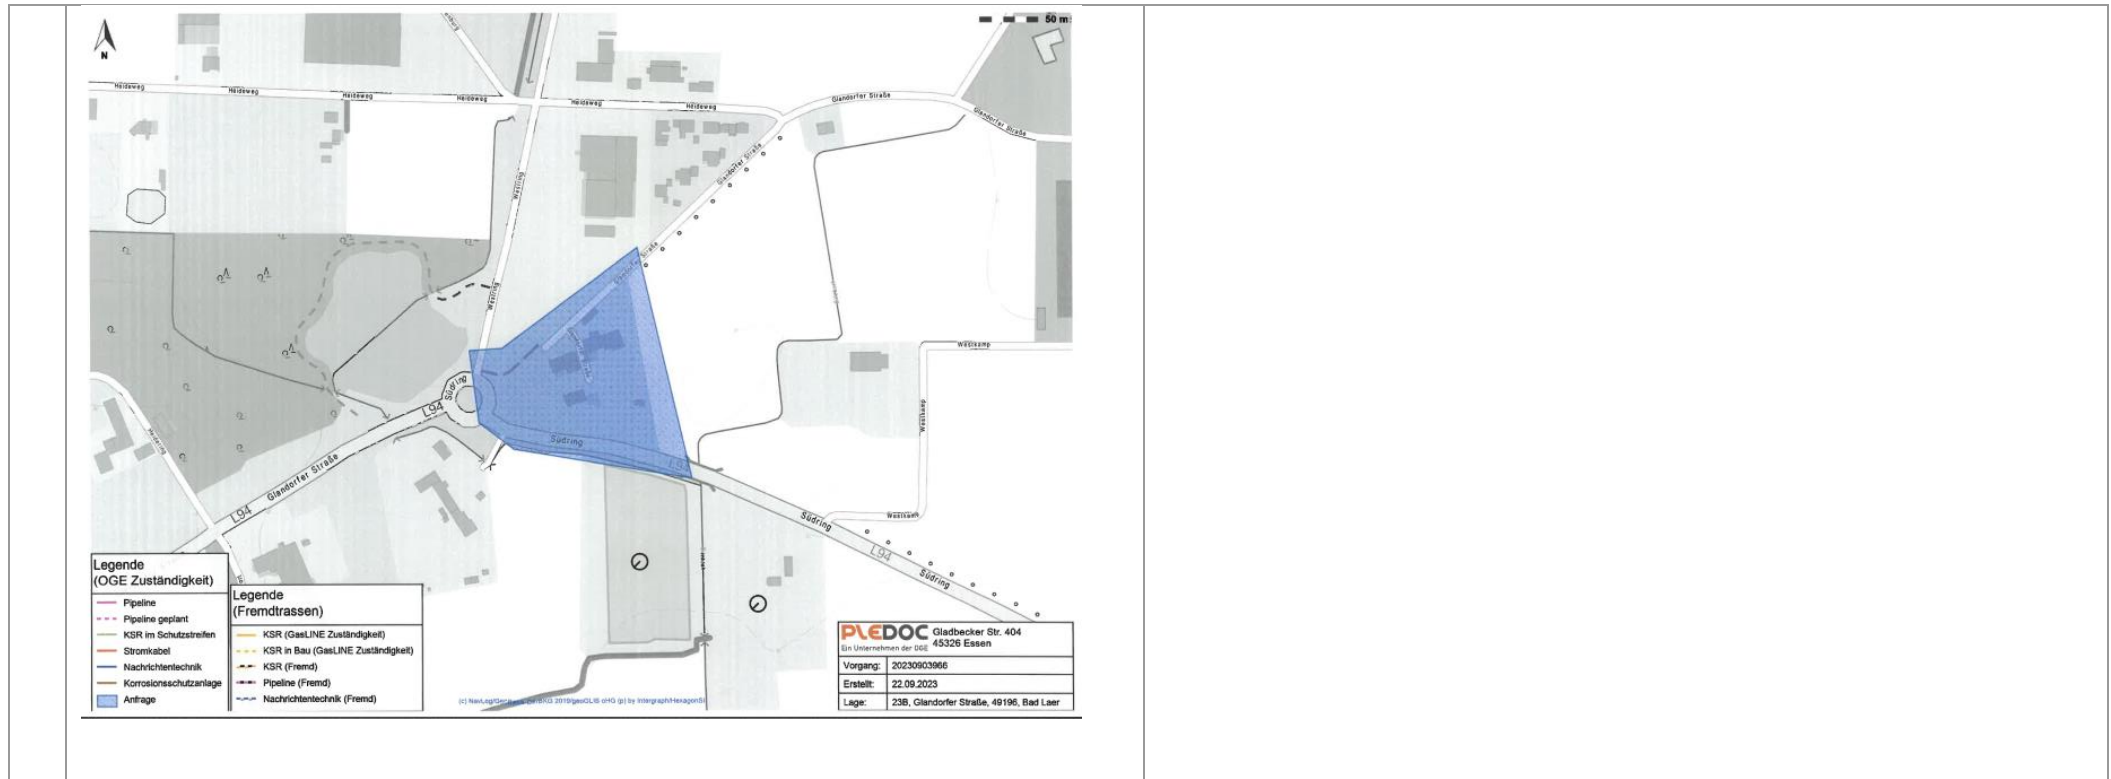 50 m
N
Heideweg
Heideweg
Heideweg
Heideweg
Heideweg
Heideweg
Glandorfer Straße
Glandorfer Straße
Glandorfer Straße
Westring
Westring
Straße
Südring
L94
Südring
Westkamp
Westkamp
Westkamp
Heidering
Glandorfer Straße
L94
Südring
L94
Südring
Legende
(OGE Zuständigkeit)
Pipeline
Pipeline geplant
KSR im Schutzstreifen
Stromkabel
Nachrichtentechnik
Korrosionsschutzanlage
Anfrage
Legende
(Fremdtrassen)
KSR (GasLINE Zuständigkeit)
KSR in Bau (GasLINE Zuständigkeit)
KSR (Fremd)
Pipeline (Fremd)
Nachrichtentechnik (Fremd)
PLEDOC
Ein Unternehmen der OGE
Gladbecker Str. 404
45326 Essen
Vorgang: 20230903966
Erstellt: 22.09.2023
Lage: 23B, Glandorfer Straße, 49196, Bad Laer